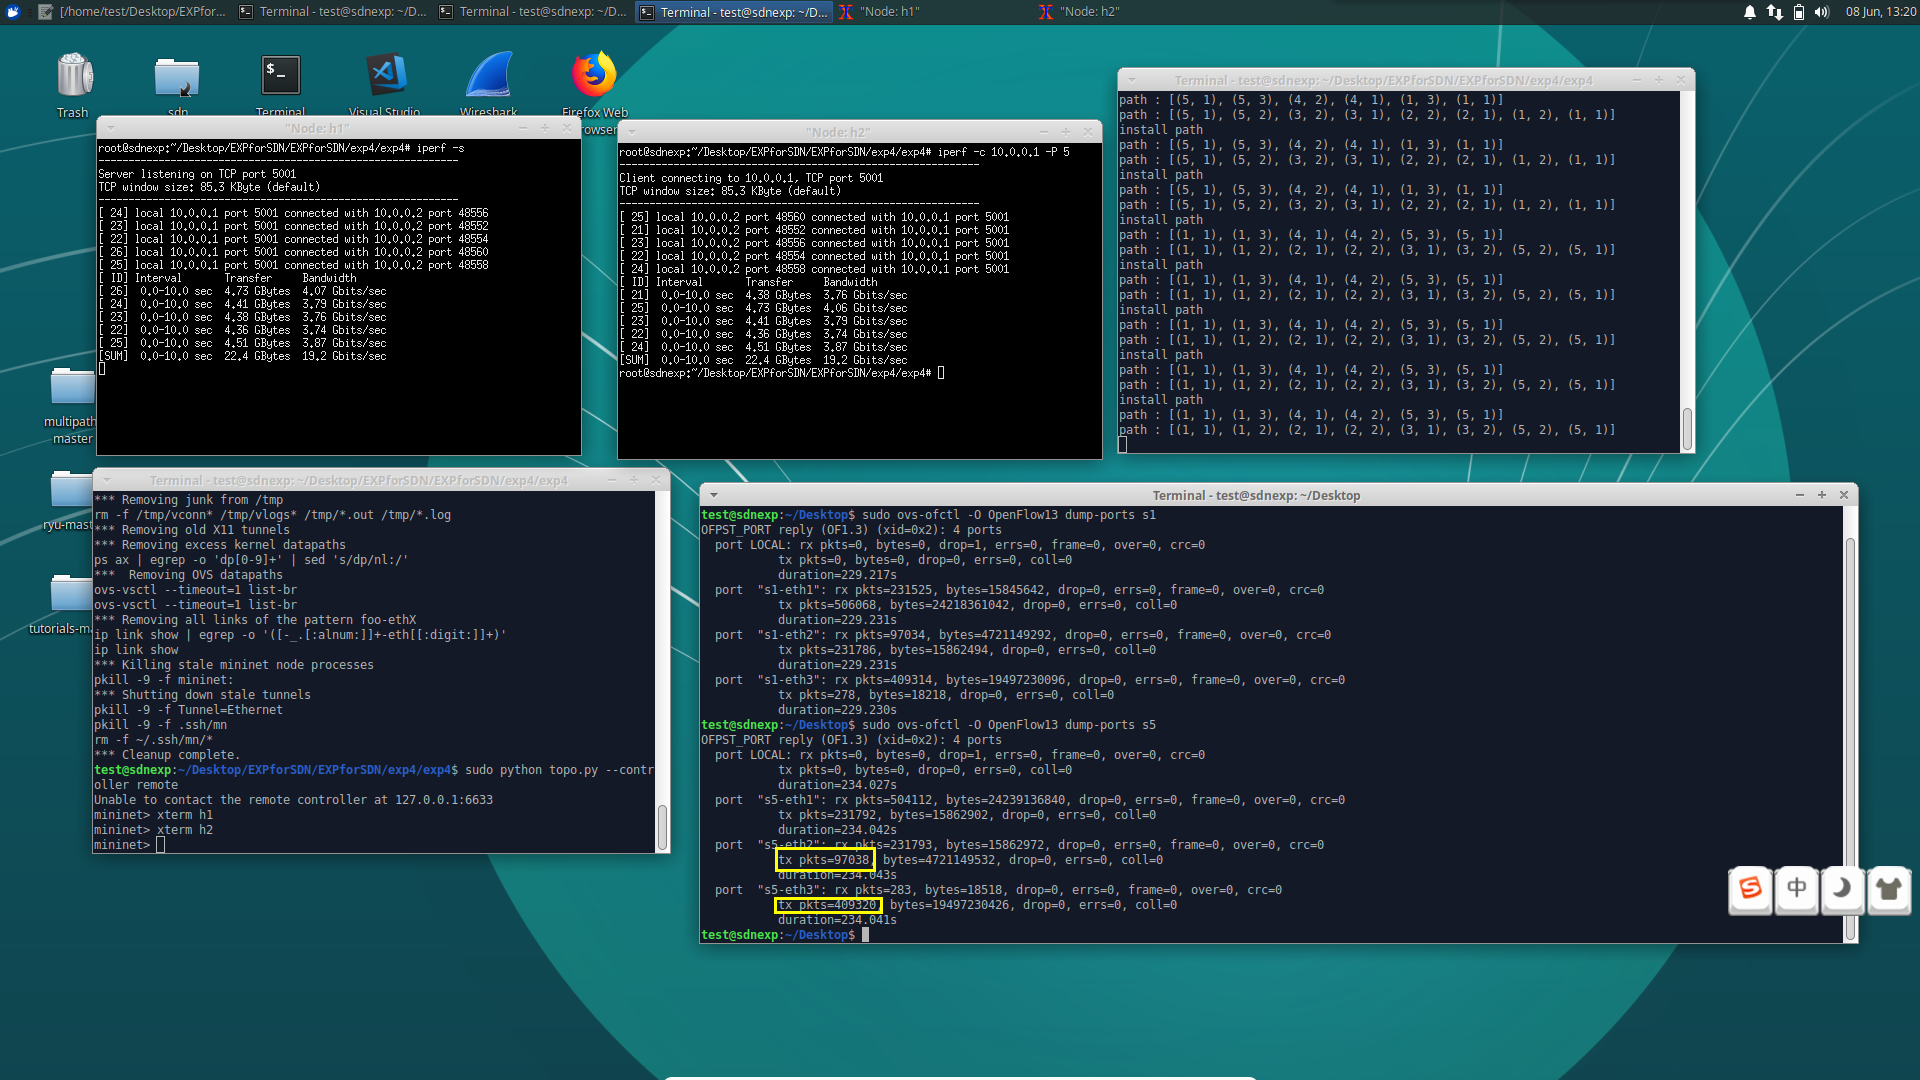 [/home/test/Desktop/EXPfor...
Terminal - test@sdnexp: ~/D...
Terminal - test@sdnexp: ~/D...
Terminal - test@sdnexp: ~/D...
"Node: h1"
"Node: h2"
08 Jun, 13:20
Trash
sdn
Terminal
Visual Studio
Wireshark
Firefox Web
rowser
multipath
master
ryu-mast
tutorials-ma
"Node: h1"
root@sdnexp:~/Desktop/EXPforSDN/EXPforSDN/exp4/exp4# iperf -s
------------------------------------------------------------
Server listening on TCP port 5001
TCP window size: 85.3 KByte (default)
------------------------------------------------------------
[ 24] local 10.0.0.1 port 5001 connected with 10.0.0.2 port 48556
[ 23] local 10.0.0.1 port 5001 connected with 10.0.0.2 port 48552
[ 22] local 10.0.0.1 port 5001 connected with 10.0.0.2 port 48554
[ 26] local 10.0.0.1 port 5001 connected with 10.0.0.2 port 48560
[ 25] local 10.0.0.1 port 5001 connected with 10.0.0.2 port 48558
[ ID] Interval       Transfer     Bandwidth
[ 26]  0.0-10.0 sec  4.73 GBytes  4.07 Gbits/sec
[ 24]  0.0-10.0 sec  4.41 GBytes  3.79 Gbits/sec
[ 23]  0.0-10.0 sec  4.38 GBytes  3.76 Gbits/sec
[ 22]  0.0-10.0 sec  4.36 GBytes  3.74 Gbits/sec
[ 25]  0.0-10.0 sec  4.51 GBytes  3.87 Gbits/sec
[SUM]  0.0-10.0 sec  22.4 GBytes  19.2 Gbits/sec
"Node: h2"
root@sdnexp:~/Desktop/EXPforSDN/EXPforSDN/exp4/exp4# iperf -c 10.0.0.1 -P 5
------------------------------------------------------------
Client connecting to 10.0.0.1, TCP port 5001
TCP window size: 85.3 KByte (default)
------------------------------------------------------------
[ 25] local 10.0.0.2 port 48560 connected with 10.0.0.1 port 5001
[ 21] local 10.0.0.2 port 48552 connected with 10.0.0.1 port 5001
[ 23] local 10.0.0.2 port 48556 connected with 10.0.0.1 port 5001
[ 22] local 10.0.0.2 port 48554 connected with 10.0.0.1 port 5001
[ 24] local 10.0.0.2 port 48558 connected with 10.0.0.1 port 5001
[ ID] Interval       Transfer     Bandwidth
[ 21]  0.0-10.0 sec  4.38 GBytes  3.76 Gbits/sec
[ 25]  0.0-10.0 sec  4.73 GBytes  4.06 Gbits/sec
[ 23]  0.0-10.0 sec  4.41 GBytes  3.79 Gbits/sec
[ 22]  0.0-10.0 sec  4.36 GBytes  3.74 Gbits/sec
[ 24]  0.0-10.0 sec  4.51 GBytes  3.87 Gbits/sec
[SUM]  0.0-10.0 sec  22.4 GBytes  19.2 Gbits/sec
root@sdnexp:~/Desktop/EXPforSDN/EXPforSDN/exp4/exp4#
Terminal - test@sdnexp: ~/Desktop/EXPforSDN/EXPforSDN/exp4/exp4
path : [(5, 1), (5, 3), (4, 2), (4, 1), (1, 3), (1, 1)]
path : [(5, 1), (5, 2), (3, 2), (3, 1), (2, 2), (2, 1), (1, 2), (1, 1)]
install path
path : [(5, 1), (5, 3), (4, 2), (4, 1), (1, 3), (1, 1)]
path : [(5, 1), (5, 2), (3, 2), (3, 1), (2, 2), (2, 1), (1, 2), (1, 1)]
install path
path : [(5, 1), (5, 3), (4, 2), (4, 1), (1, 3), (1, 1)]
path : [(5, 1), (5, 2), (3, 2), (3, 1), (2, 2), (2, 1), (1, 2), (1, 1)]
install path
path : [(1, 1), (1, 3), (4, 1), (4, 2), (5, 3), (5, 1)]
path : [(1, 1), (1, 2), (2, 1), (2, 2), (3, 1), (3, 2), (5, 2), (5, 1)]
install path
path : [(1, 1), (1, 3), (4, 1), (4, 2), (5, 3), (5, 1)]
path : [(1, 1), (1, 2), (2, 1), (2, 2), (3, 1), (3, 2), (5, 2), (5, 1)]
install path
path : [(1, 1), (1, 3), (4, 1), (4, 2), (5, 3), (5, 1)]
path : [(1, 1), (1, 2), (2, 1), (2, 2), (3, 1), (3, 2), (5, 2), (5, 1)]
install path
path : [(1, 1), (1, 3), (4, 1), (4, 2), (5, 3), (5, 1)]
path : [(1, 1), (1, 2), (2, 1), (2, 2), (3, 1), (3, 2), (5, 2), (5, 1)]
install path
path : [(1, 1), (1, 3), (4, 1), (4, 2), (5, 3), (5, 1)]
path : [(1, 1), (1, 2), (2, 1), (2, 2), (3, 1), (3, 2), (5, 2), (5, 1)]
Terminal - test@sdnexp: ~/Desktop/EXPforSDN/EXPforSDN/exp4/exp4
*** Removing junk from /tmp
rm -f /tmp/vconn* /tmp/vlogs* /tmp/*.out /tmp/*.log
*** Removing old X11 tunnels
*** Removing excess kernel datapaths
ps ax | egrep -o 'dp[0-9]+' | sed 's/dp/nl:/'
***  Removing OVS datapaths
ovs-vsctl --timeout=1 list-br
ovs-vsctl --timeout=1 list-br
*** Removing all links of the pattern foo-ethX
ip link show | egrep -o '([-_.[:alnum:]]+-eth[[:digit:]]+)'
ip link show
*** Killing stale mininet node processes
pkill -9 -f mininet:
*** Shutting down stale tunnels
pkill -9 -f Tunnel=Ethernet
pkill -9 -f .ssh/mn
rm -f ~/.ssh/mn/*
*** Cleanup complete.
test@sdnexp:~/Desktop/EXPforSDN/EXPforSDN/exp4/exp4$ sudo python topo.py --contr
oller remote
Unable to contact the remote controller at 127.0.0.1:6633
mininet> xterm h1
mininet> xterm h2
mininet>
Terminal - test@sdnexp: ~/Desktop
test@sdnexp:~/Desktop$ sudo ovs-ofctl -O OpenFlow13 dump-ports s1
OFPST_PORT reply (OF1.3) (xid=0x2): 4 ports
port LOCAL: rx pkts=0, bytes=0, drop=1, errs=0, frame=0, over=0, crc=0
tx pkts=0, bytes=0, drop=0, errs=0, coll=0
duration=229.217s
port  "s1-eth1": rx pkts=231525, bytes=15845642, drop=0, errs=0, frame=0, over=0, crc=0
tx pkts=506068, bytes=24218361042, drop=0, errs=0, coll=0
duration=229.231s
port  "s1-eth2": rx pkts=97034, bytes=4721149292, drop=0, errs=0, frame=0, over=0, crc=0
tx pkts=231786, bytes=15862494, drop=0, errs=0, coll=0
duration=229.231s
port  "s1-eth3": rx pkts=409314, bytes=19497230096, drop=0, errs=0, frame=0, over=0, crc=0
tx pkts=278, bytes=18218, drop=0, errs=0, coll=0
duration=229.230s
test@sdnexp:~/Desktop$ sudo ovs-ofctl -O OpenFlow13 dump-ports s5
OFPST_PORT reply (OF1.3) (xid=0x2): 4 ports
port LOCAL: rx pkts=0, bytes=0, drop=1, errs=0, frame=0, over=0, crc=0
tx pkts=0, bytes=0, drop=0, errs=0, coll=0
duration=234.027s
port  "s5-eth1": rx pkts=504112, bytes=24239136840, drop=0, errs=0, frame=0, over=0, crc=0
tx pkts=231792, bytes=15862902, drop=0, errs=0, coll=0
duration=234.042s
port  "s5-eth2": rx pkts=231793, bytes=15862972, drop=0, errs=0, frame=0, over=0, crc=0
tx pkts=97038, bytes=4721149532, drop=0, errs=0, coll=0
duration=234.043s
port  "s5-eth3": rx pkts=283, bytes=18518, drop=0, errs=0, frame=0, over=0, crc=0
tx pkts=409320, bytes=19497230426, drop=0, errs=0, coll=0
duration=234.041s
test@sdnexp:~/Desktop$
中